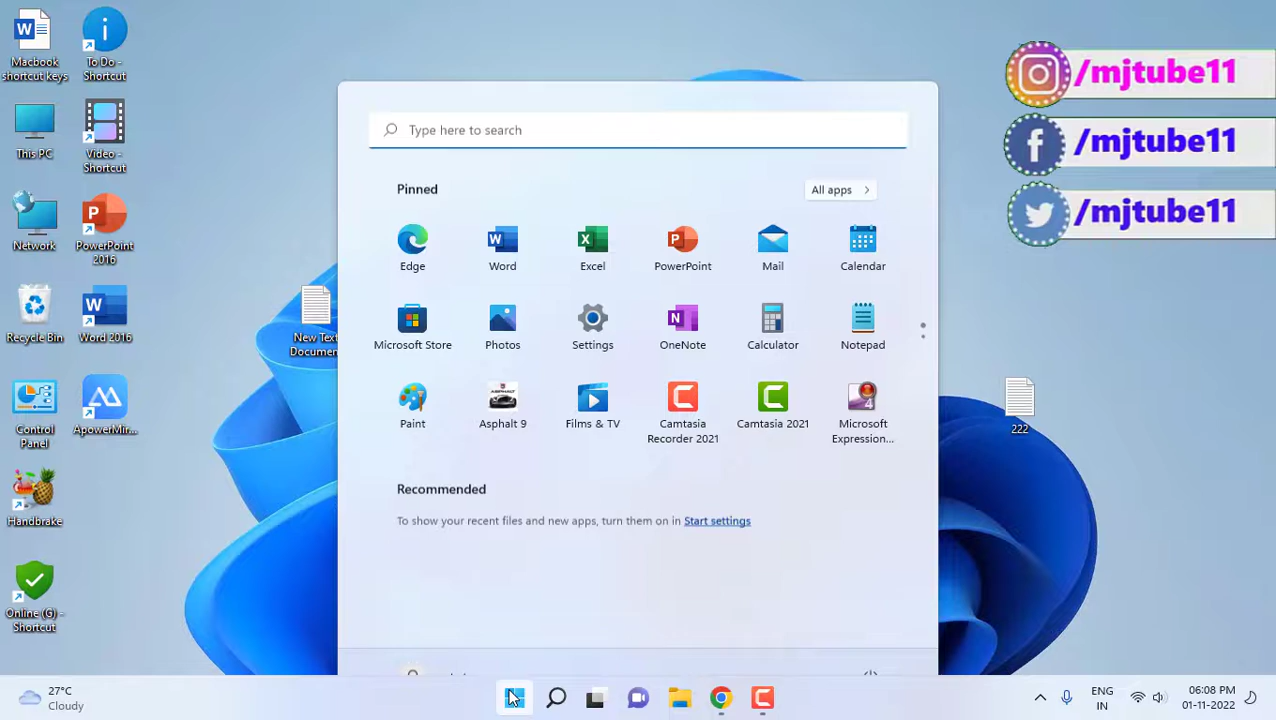 Macbook
shortcut keys
To Do -
Shortcut
This PC
Video -
Shortcut
Network
PowerPoint
2016
Recycle Bin
Word 2016
Control
Panel
ApowerMir...
Handbrake
Online (G) -
Shortcut
New Text
Documen
Type here to search
Pinned
All apps
Edge
Word
Excel
PowerPoint
Mail
Calendar
Microsoft Store
Photos
Settings
OneNote
Calculator
Notepad
Paint
Asphalt 9
Films & TV
Camtasia
Recorder 2021
Camtasia 2021
Microsoft
Expression...
Recommended
To show your recent files and new apps, turn them on in Start settings
/mjtube11
/mjtube11
/mjtube11
222
27°C
Cloudy
ENG
IN
06:08 PM
01-11-2022